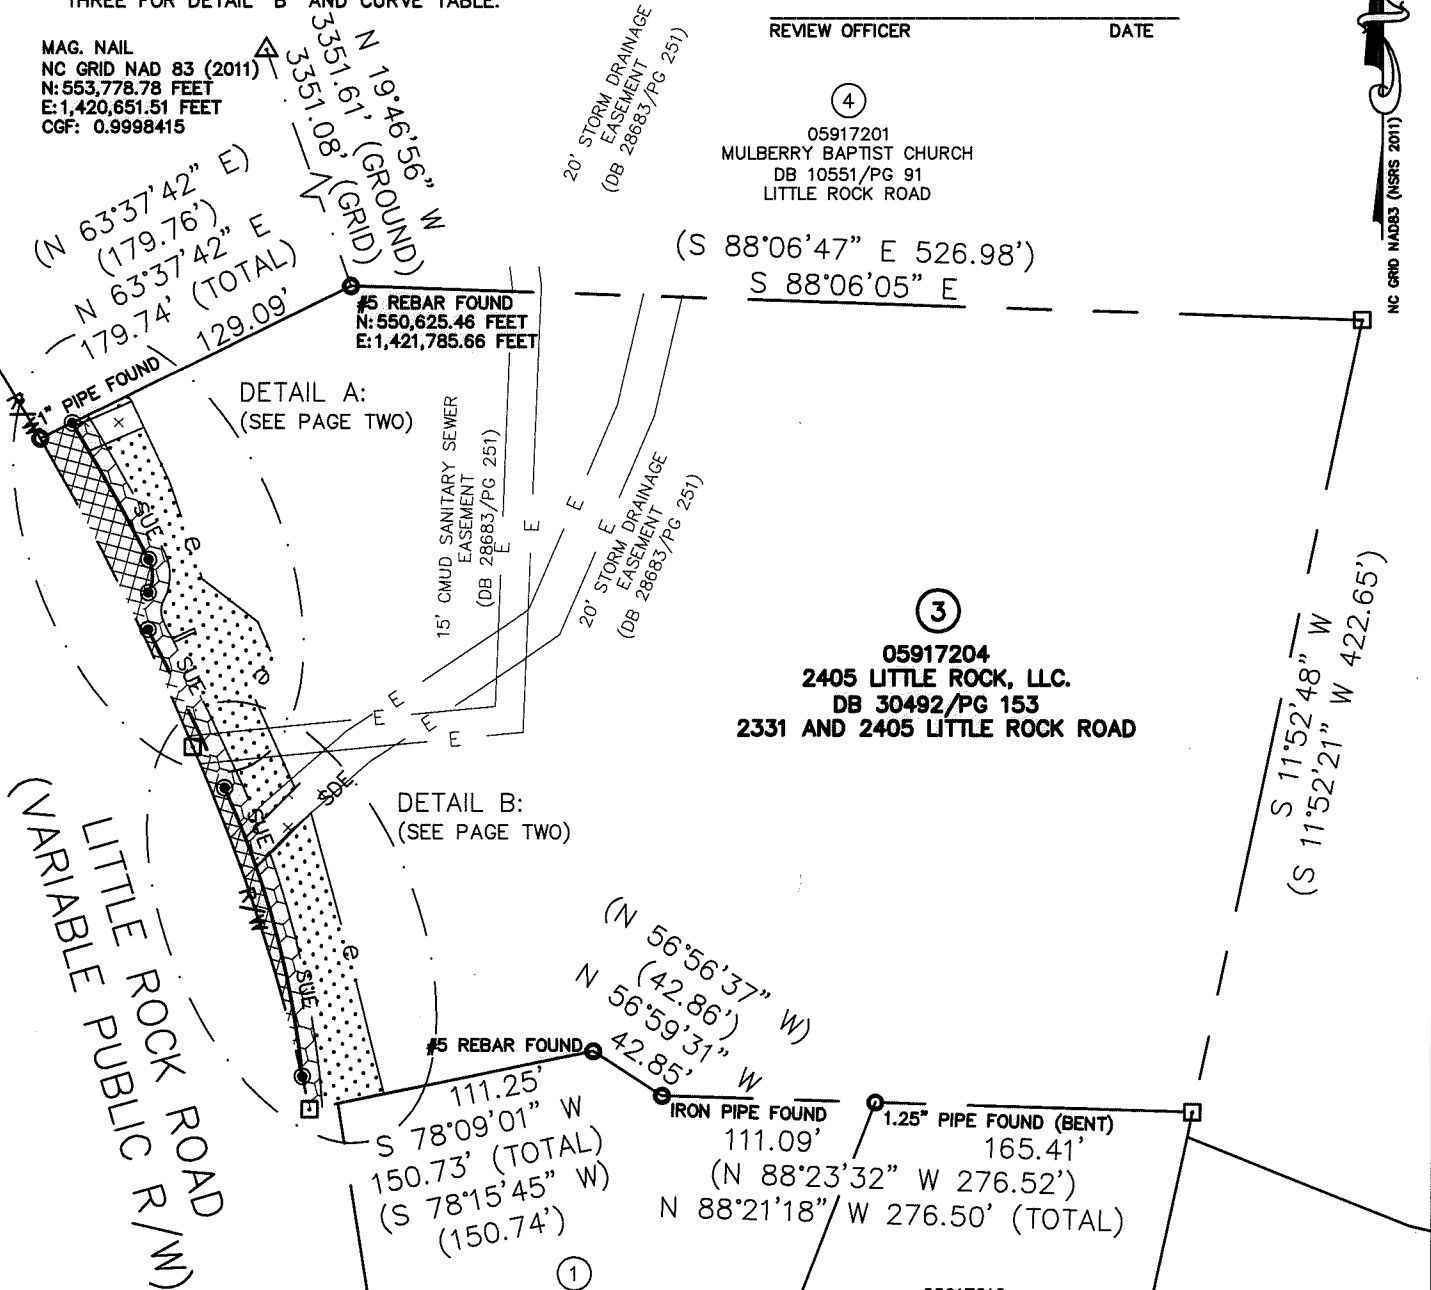 THREE FOR DETAIL "B" AND CURVE TABLE.
REVIEW OFFICER DATE
MAG. NAIL
NC GRID NAD 83 (2011)
N: 553,778.78 FEET
E: 1,420,651.51 FEET
CGF: 0.9998415
N 19°46'56" W
3351.61' (GROUND)
3351.08' (GRID)
20' STORM DRAINAGE
EASEMENT
(DB 28683/PG 251)
4
05917201
MULBERRY BAPTIST CHURCH
DB 10551/PG 91
LITTLE ROCK ROAD
NC GRID NAD83 (NSRS 2011)
(N 63°37'42" E)
(179.76')
N 63°37'42" E
179.74' (TOTAL)
129.09'
(S 88°06'47" E 526.98')
S 88°06'05" E
#5 REBAR FOUND
N: 550,625.46 FEET
E: 1,421,785.66 FEET
1" PIPE FOUND
R/W
DETAIL A:
(SEE PAGE TWO)
15' CMUD SANITARY SEWER
EASEMENT
(DB 28683/PG 251)
20' STORM DRAINAGE
EASEMENT
(DB 28683/PG 251)
E
E
E
E
SUE
e
SUE
e
E
E
E
E
3
05917204
2405 LITTLE ROCK, LLC.
DB 30492/PG 153
2331 AND 2405 LITTLE ROCK ROAD
S 11°52'48" W
(S 11°52'21" W 422.65')
SDE
SUE
DETAIL B:
(SEE PAGE TWO)
R/W
SUE
e
LITTLE ROCK ROAD
(VARIABLE PUBLIC R/W)
(N 56°56'37" W)
(42.86')
N 56°59'31" W
42.85'
#5 REBAR FOUND
111.25'
S 78°09'01" W
150.73' (TOTAL)
(S 78°15'45" W)
(150.74')
IRON PIPE FOUND
1.25" PIPE FOUND (BENT)
111.09'
165.41'
(N 88°23'32" W 276.52')
N 88°21'18" W 276.50' (TOTAL)
1